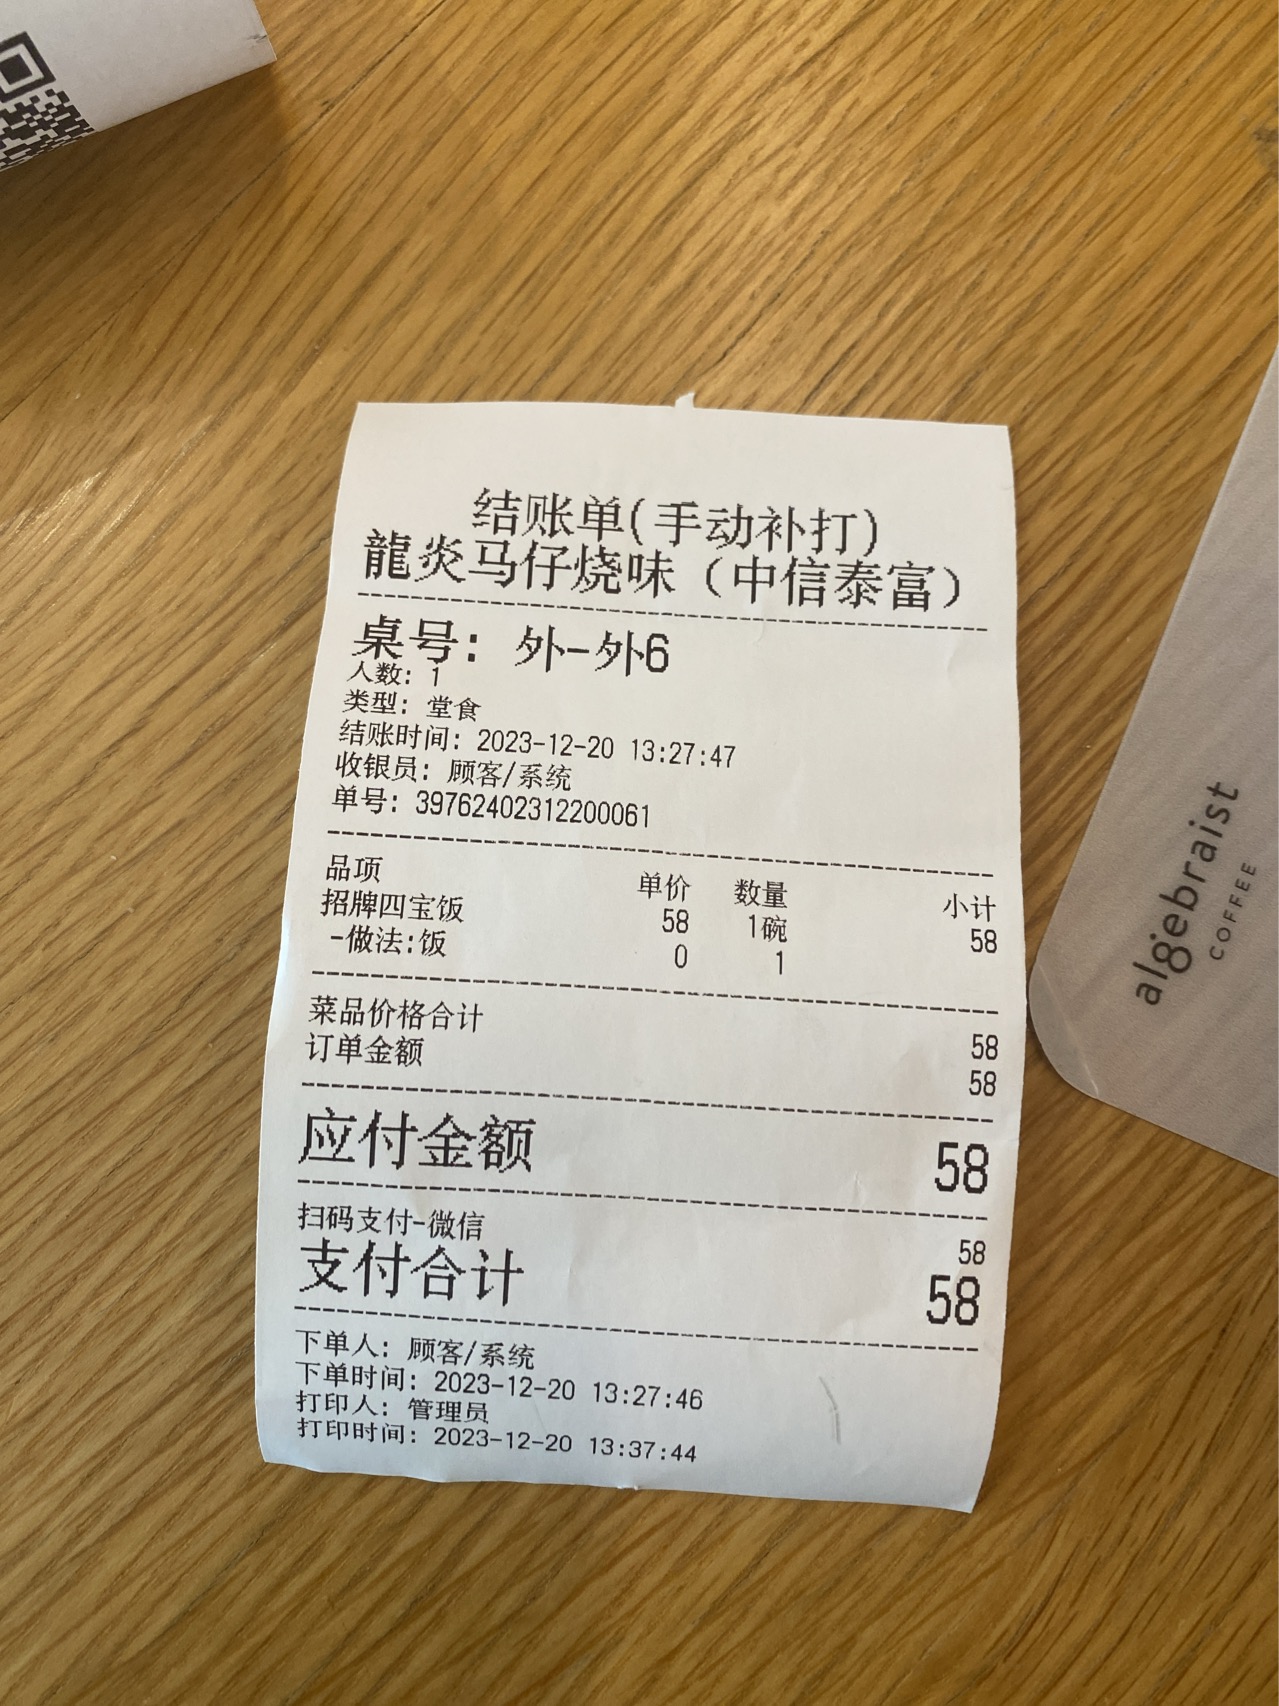 结账单(手动补打)
龍炎马仔烧味（中信泰富）
桌号: 外-外6
人数: 1
类型: 堂食
结账时间: 2023-12-20 13:27:47
收银员: 顾客/系统
单号: 39762402312200061
品项 单价 数量 小计
招牌四宝饭 58 1碗 58
-做法:饭 0 1
菜品价格合计 58
订单金额 58
应付金额 58
扫码支付-微信 58
支付合计 58
下单人: 顾客/系统
下单时间: 2023-12-20 13:27:46
打印人: 管理员
打印时间: 2023-12-20 13:37:44
algebraist
COFFEE